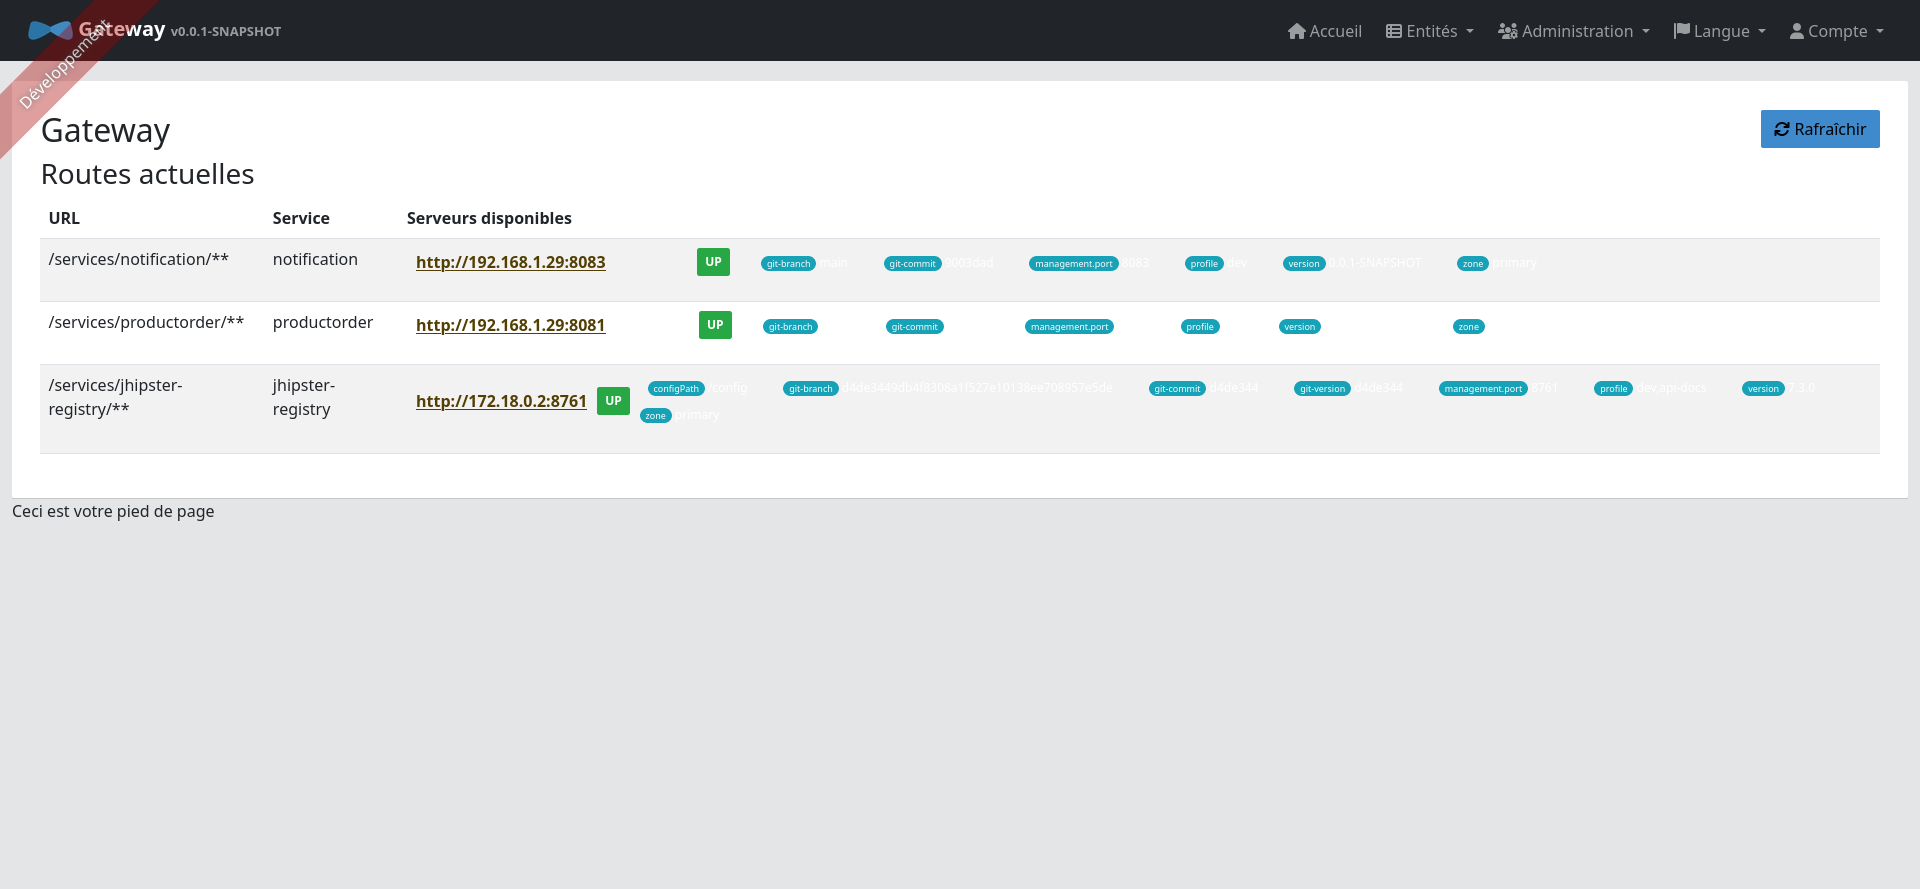 Gateway v0.0.1-SNAPSHOT Accueil Entités Administration Langue Compte
Développement
Gateway Rafraîchir
Routes actuelles
URL Service Serveurs disponibles
/services/notification/** notification http://192.168.1.29:8083 UP git-branch main git-commit management.port 8083 profile dev version 0.0.1-SNAPSHOT zone primary
/services/productorder/** productorder http://192.168.1.29:8081 UP git-branch git-commit management.port profile version zone
/services/jhipster- jhipster- http://172.18.0.2:8761 UP configPath config git-branch git-commit d4de344 git-version d4de344 management.port 8761 profile dev,api-docs version 7.3.0
registry/** registry zone primary
Ceci est votre pied de page